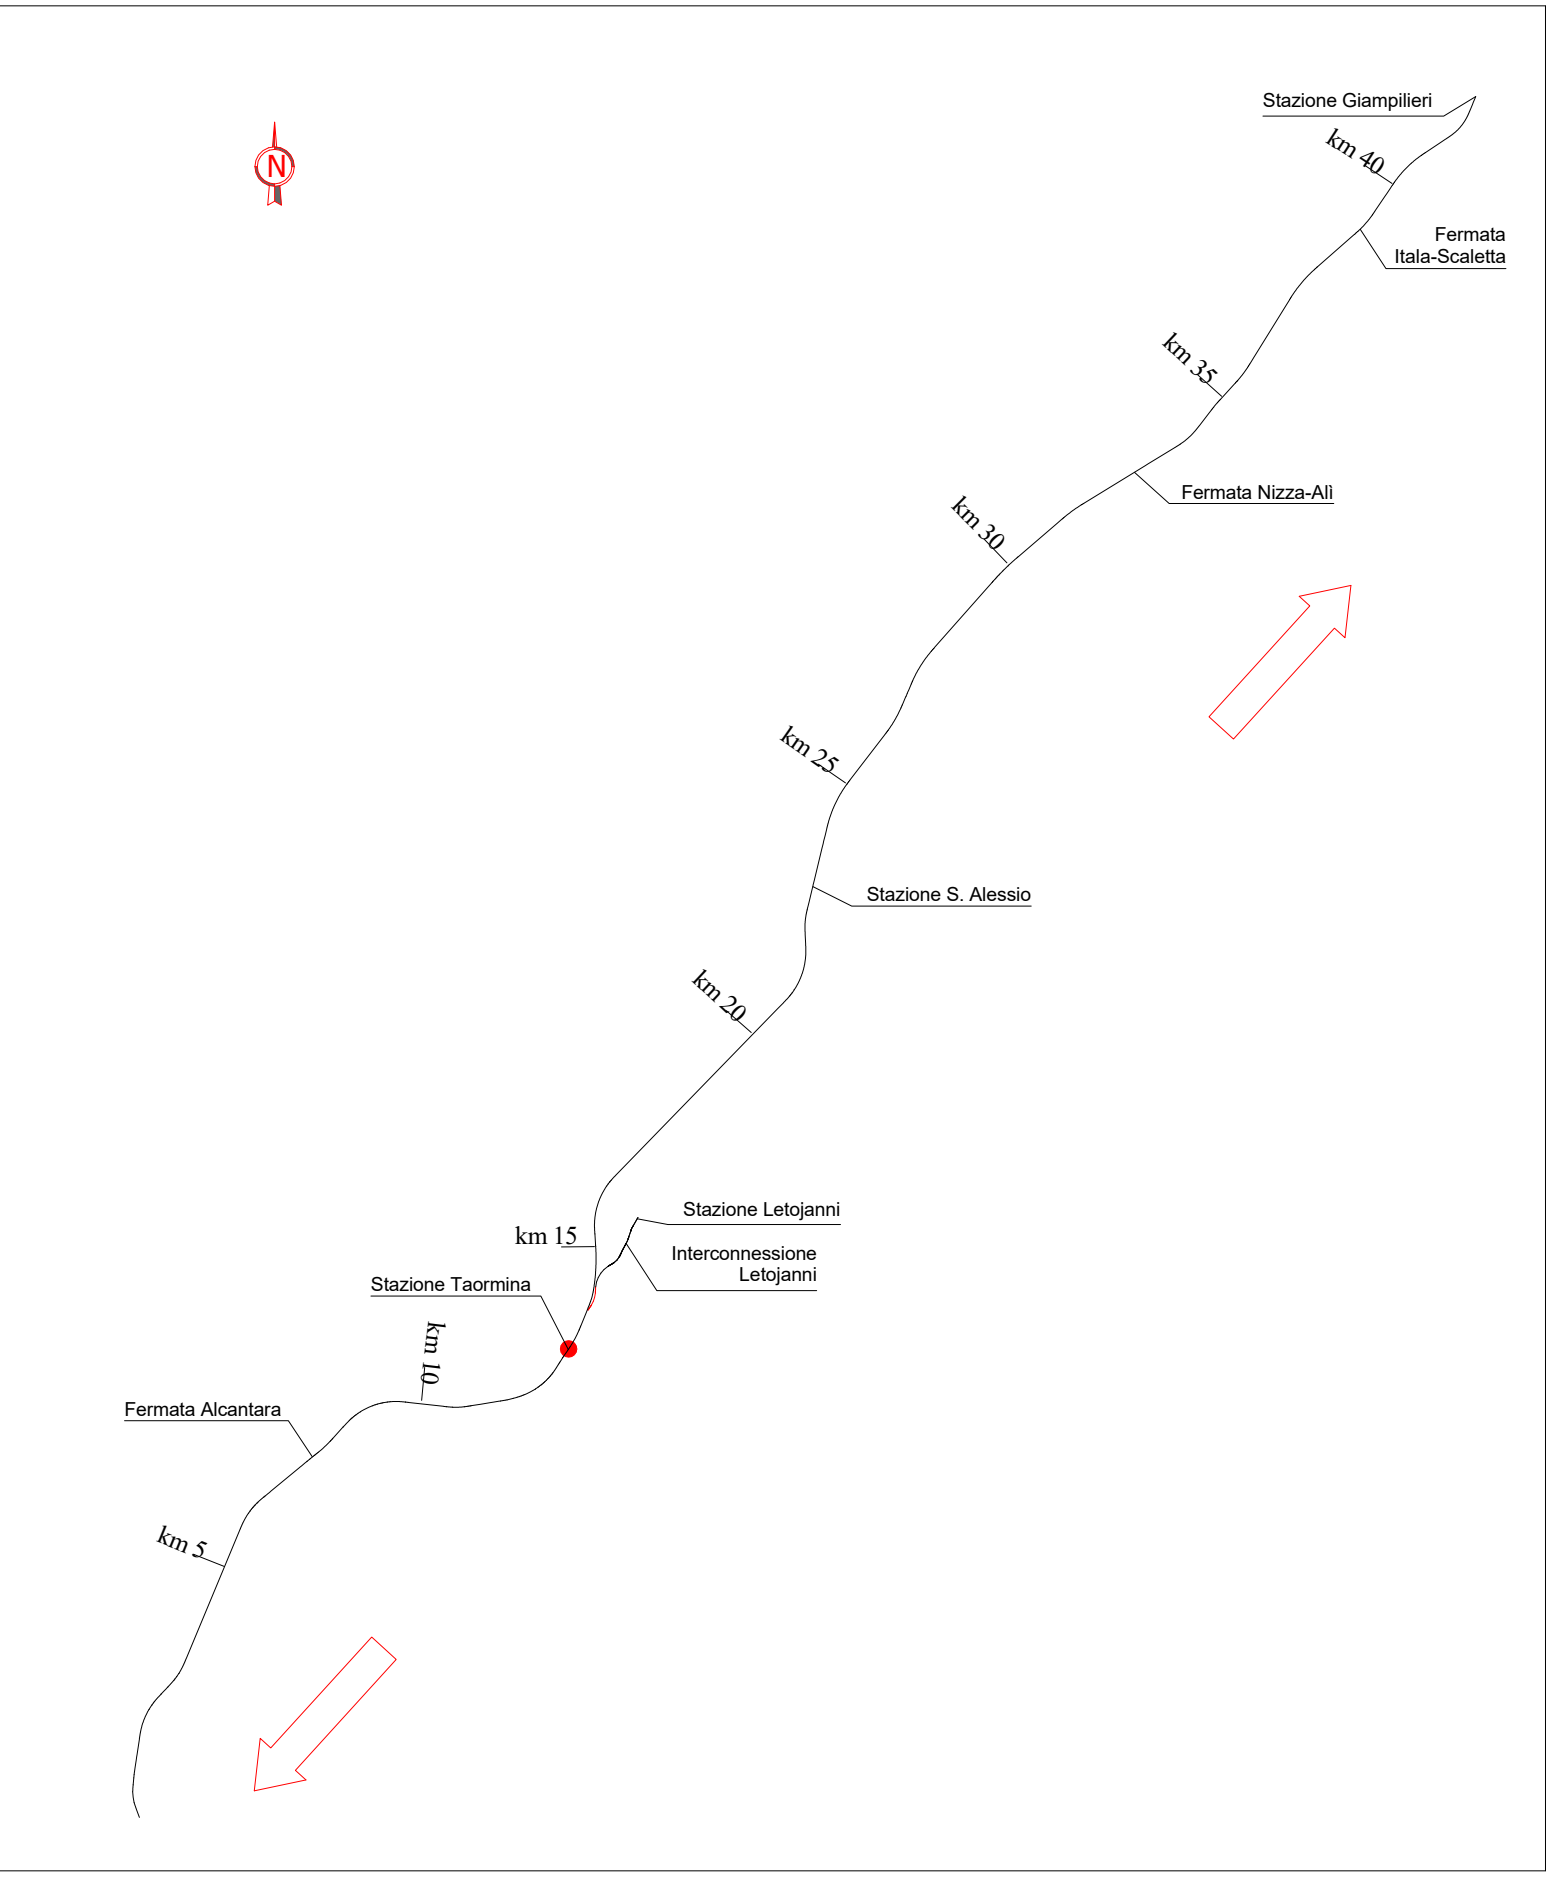 Stazione Giampilieri
km 40
N
Fermata
Itala-Scaletta
km 35
Fermata Nizza-Alì
km 30
km 25
Stazione S. Alessio
km 20
Stazione Letojanni
km 15
Interconnessione
Letojanni
Stazione Taormina
km 10
Fermata Alcantara
km 5